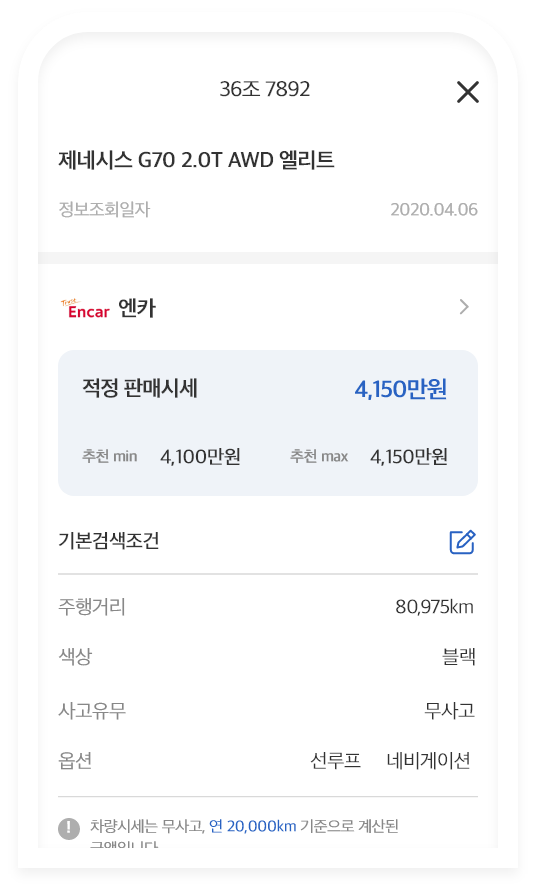 36조 7892
제네시스 G70 2.0T AWD 엘리트
정보조회일자 2020.04.06
Encar 엔카
적정 판매시세 4,150만원
추천 min 4,100만원 추천 max 4,150만원
기본검색조건
주행거리 80,975km
색상 블랙
사고유무 무사고
옵션 선루프 네비게이션
차량시세는 무사고, 연 20,000km 기준으로 계산된
금액입니다